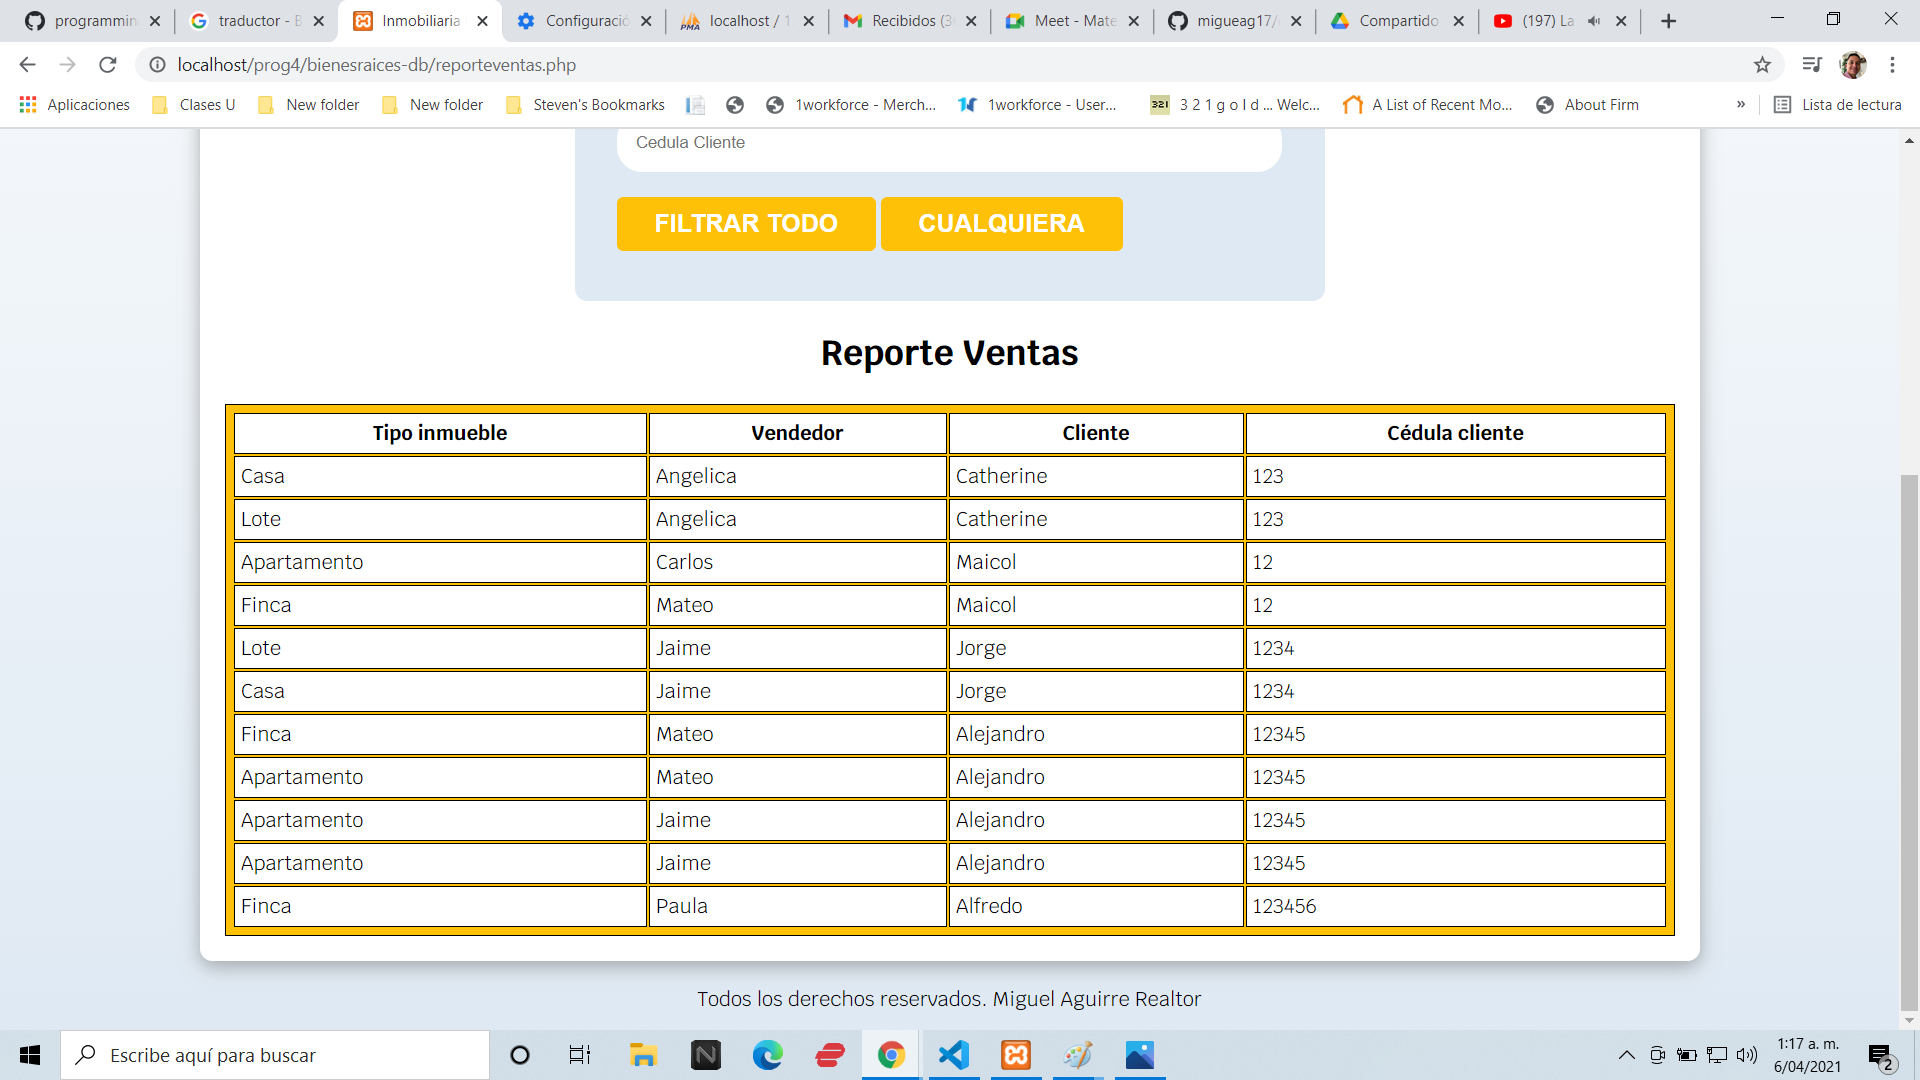 programmin
traductor - B
Inmobiliaria
Configuració
localhost / 1
Recibidos (3
Meet - Mate
migueag17/
Compartido
(197) La
localhost/prog4/bienesraices-db/reporteventas.php
Aplicaciones
Clases U
New folder
New folder
Steven's Bookmarks
1workforce - Merch...
1workforce - User...
3 2 1 g o l d ... Welc...
A List of Recent Mo...
About Firm
»
Lista de lectura
Cedula Cliente
FILTRAR TODO CUALQUIERA
Reporte Ventas
Tipo inmueble Vendedor Cliente Cédula cliente
Casa Angelica Catherine 123
Lote Angelica Catherine 123
Apartamento Carlos Maicol 12
Finca Mateo Maicol 12
Lote Jaime Jorge 1234
Casa Jaime Jorge 1234
Finca Mateo Alejandro 12345
Apartamento Mateo Alejandro 12345
Apartamento Jaime Alejandro 12345
Apartamento Jaime Alejandro 12345
Finca Paula Alfredo 123456
Todos los derechos reservados. Miguel Aguirre Realtor
Escribe aquí para buscar
1:17 a. m.
6/04/2021
2